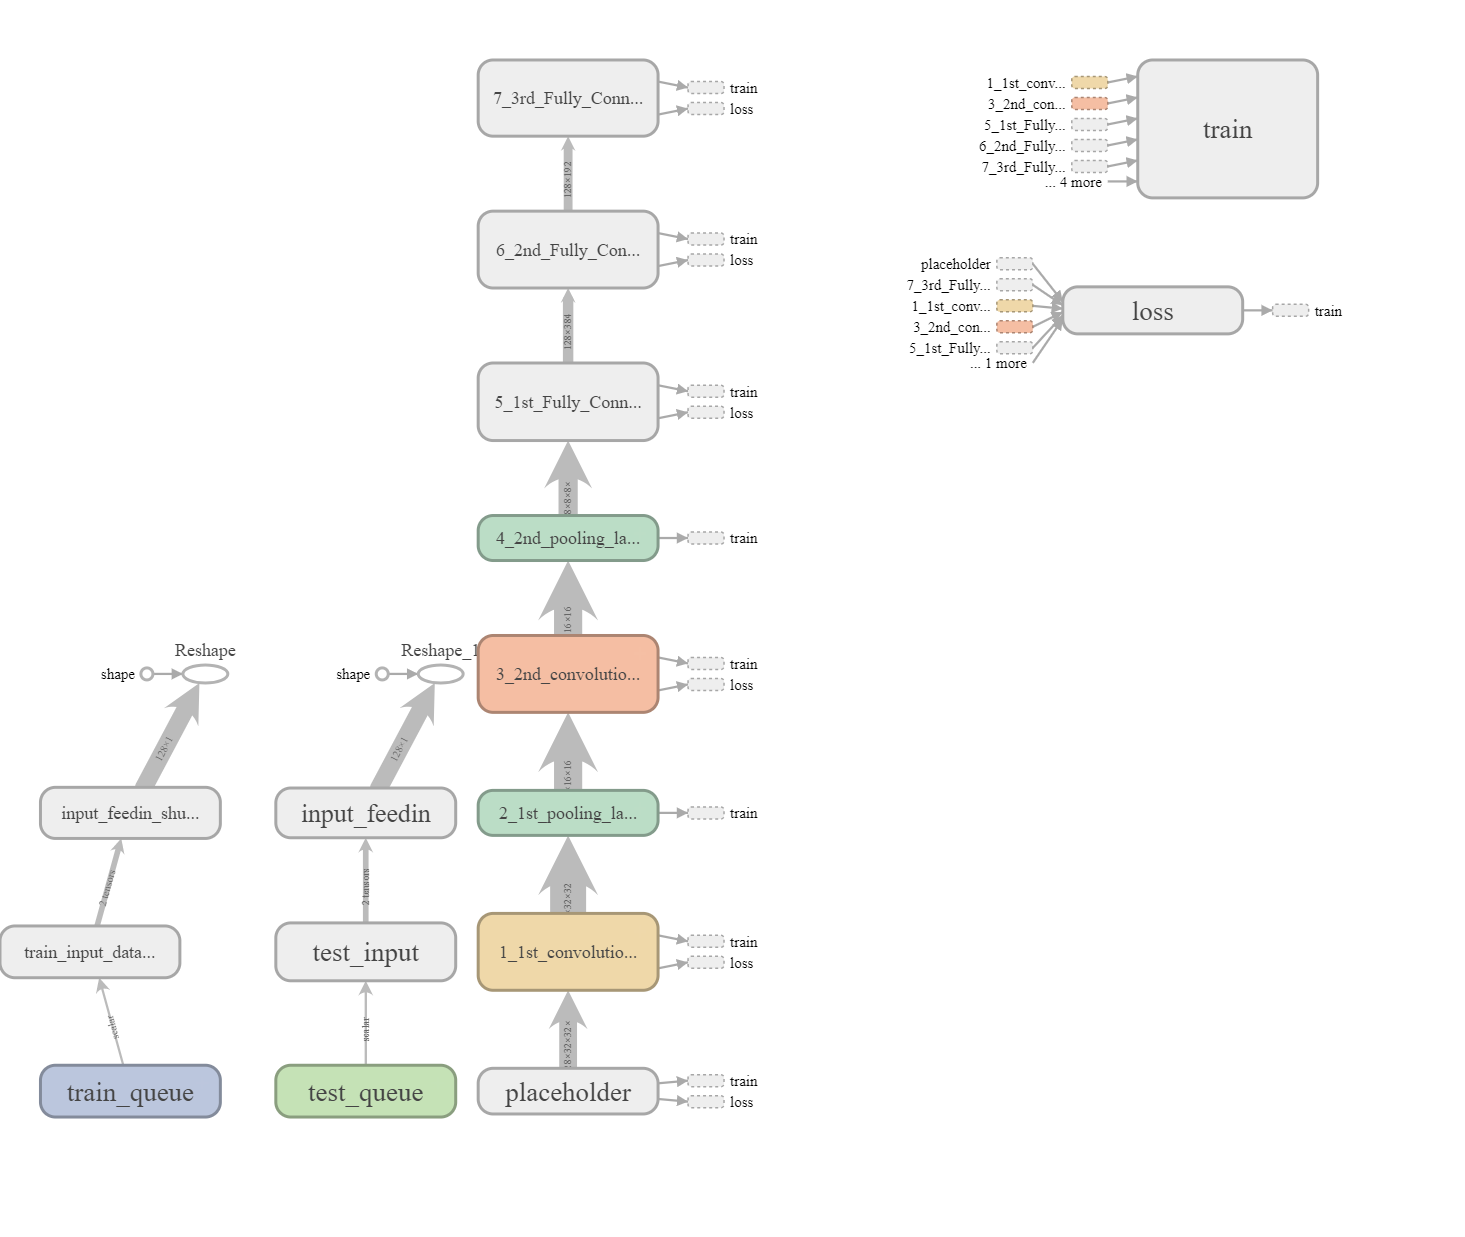 7_3rd_Fully_Conn...
train
loss
128×192
6_2nd_Fully_Con...
train
loss
128×384
5_1st_Fully_Conn...
train
loss
8×8×8×
4_2nd_pooling_la...
train
16×16
3_2nd_convolutio...
train
loss
×16×16
2_1st_pooling_la...
train
×32×32
1_1st_convolutio...
train
loss
8×32×32×
placeholder
train
loss
Reshape
shape
128×1
input_feedin_shu...
2 tensors
train_input_data...
scalar
train_queue
Reshape_1
shape
128×1
input_feedin
2 tensors
test_input
scalar
test_queue
1_1st_conv...
3_2nd_con...
5_1st_Fully...
6_2nd_Fully...
7_3rd_Fully...
... 4 more
train
placeholder
7_3rd_Fully...
1_1st_conv...
3_2nd_con...
5_1st_Fully...
... 1 more
loss
train